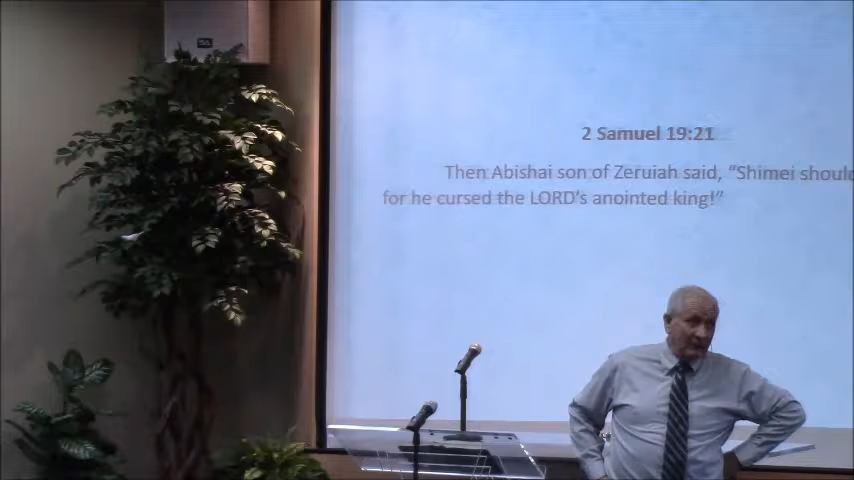 2 Samuel 19:21
Then Abishai son of Zeruiah said, “Shimei should
for he cursed the LORD’s anointed king!”